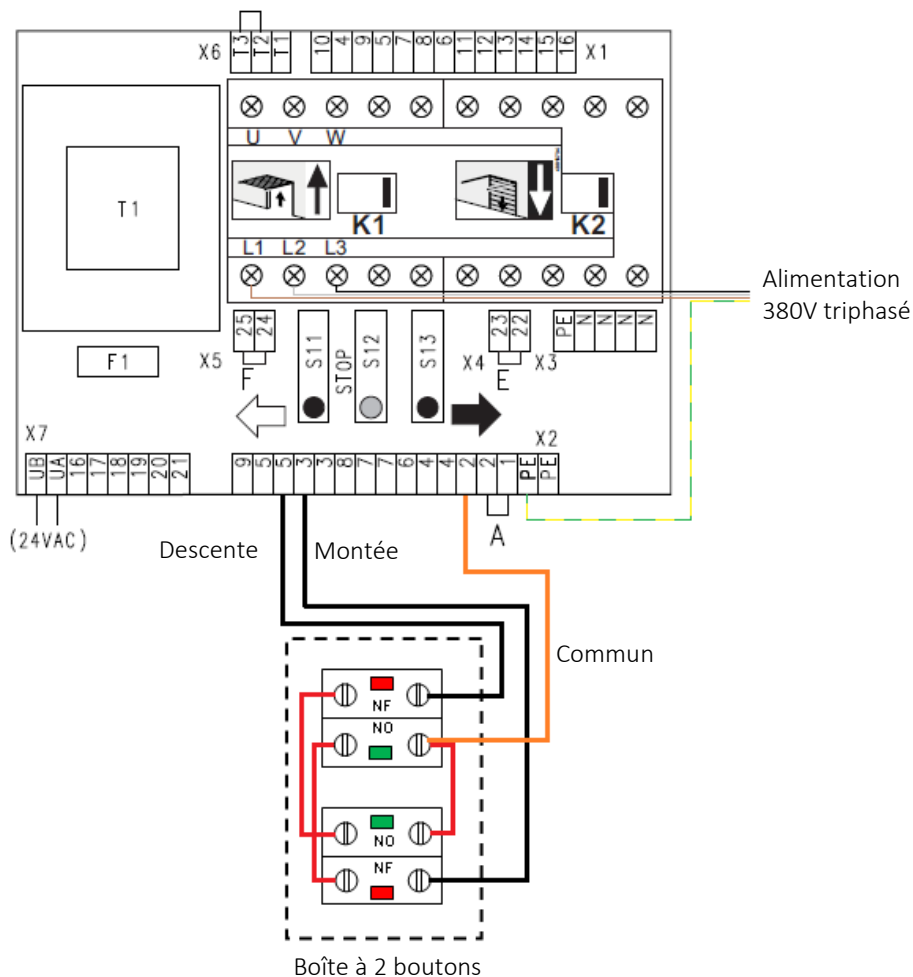 X6 T3 T2 T1 10 4 9 5 7 8 6 11 12 13 14 15 16 X1
U V W
T1
K1 K2
L1 L2 L3
Alimentation
380V triphasé
F1
X5 25 24 S11 STOP S12 S13 X4 23 22 X3 PE N N N N
F E
X7 X2
UB UA 16 17 18 19 20 21 9 5 5 3 3 8 7 7 6 4 4 2 2 1 PE PE
(24VAC) A
Descente Montée
Commun
NF
NO
NO
NF
Boîte à 2 boutons